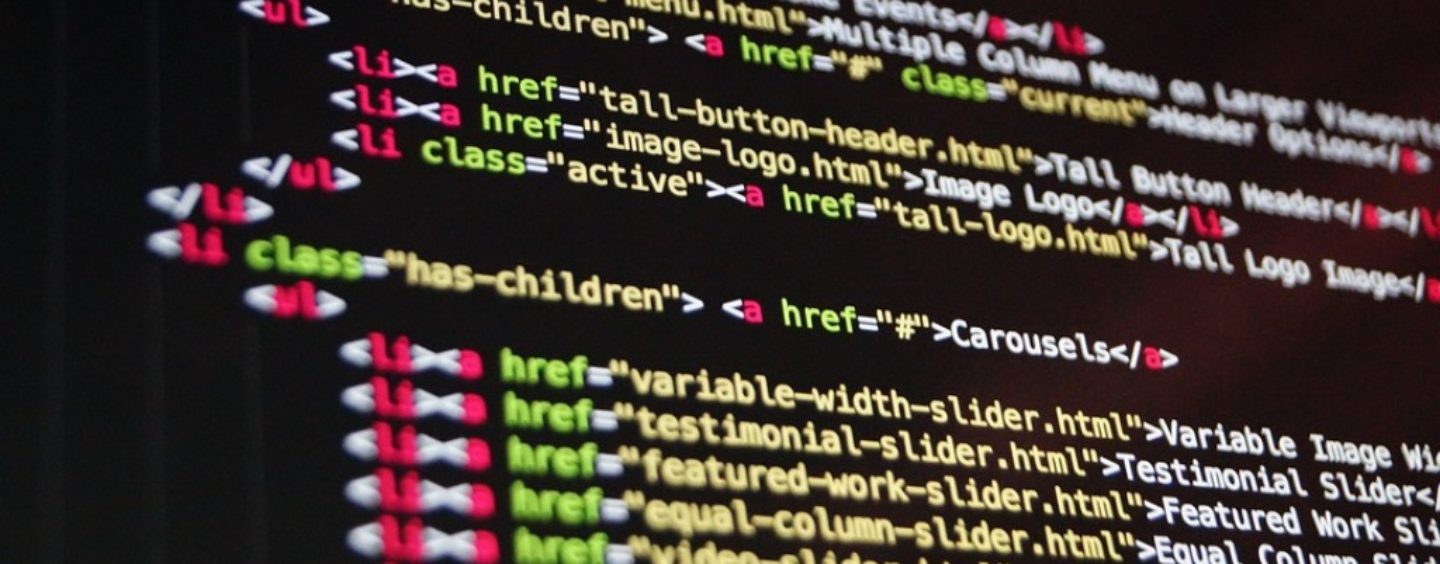 Events</a></li>
menu.html">Multiple Column Menu on Larger Viewports
has-children"> <a href="#" class="current">Header Options</a>
<ul>
<li><a href="tall-button-header.html">Tall Button Header</a></
<li><a href="image-logo.html">Image Logo</a></li>
<li class="active"><a href="tall-logo.html">Tall Logo Image</
</ul>
</li>
<li class="has-children"> <a href="#">Carousels</a>
<ul>
<li><a href="variable-width-slider.html">Variable Image Wi
<li><a href="testimonial-slider.html">Testimonial Slider</
<li><a href="featured-work-slider.html">Featured Work Sli
<li><a href="equal-column-slider.html">Equal Column Slid
<li><a href="video-slider.html